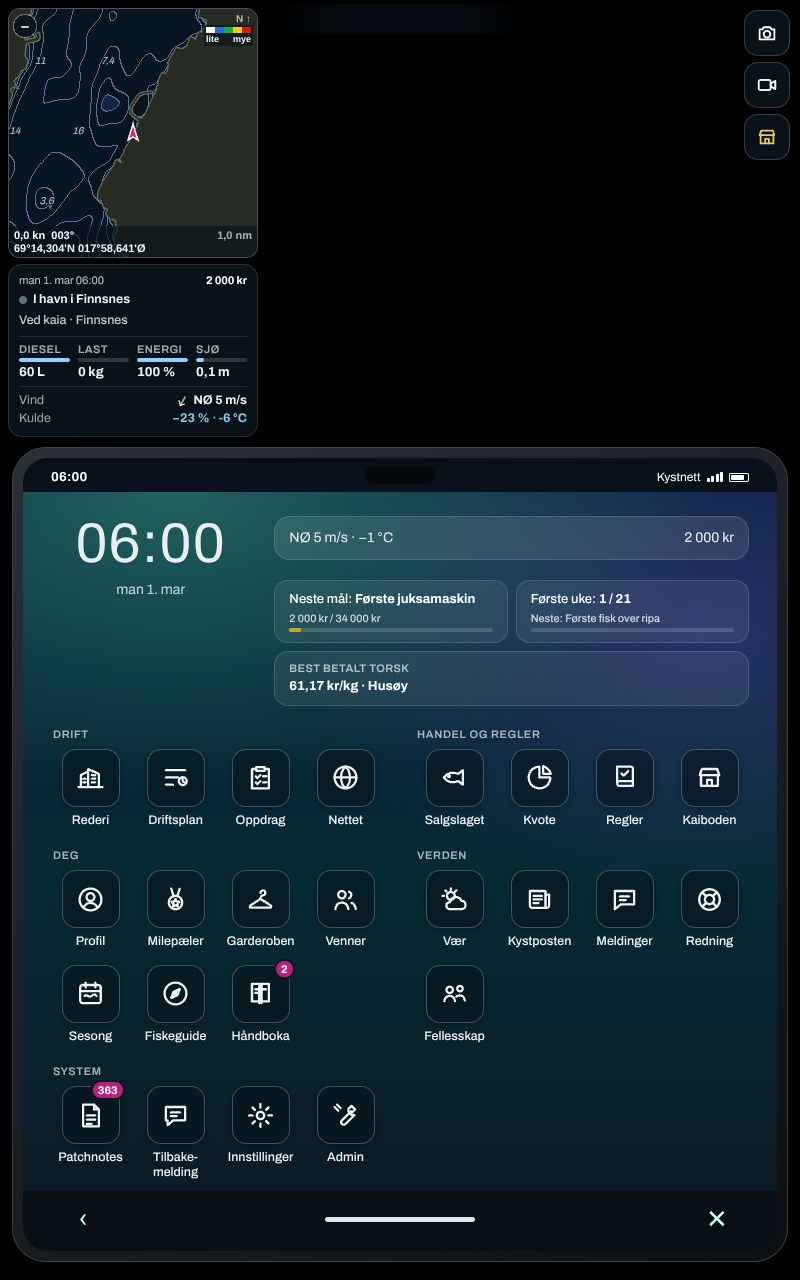 N ↑
lite mye
11
7,4
14
16
3,6
0,0 kn 003° 1,0 nm
69°14,304'N 017°58,641'Ø
man 1. mar 06:00 2 000 kr
I havn i Finnsnes
Ved kaia · Finnsnes
DIESEL LAST ENERGI SJØ
60 L 0 kg 100 % 0,1 m
Vind ↙ NØ 5 m/s
Kulde −23 % · -6 °C
06:00 Kystnett
06:00
man 1. mar
NØ 5 m/s · −1 °C 2 000 kr
Neste mål: Første juksamaskin
2 000 kr / 34 000 kr
Første uke: 1 / 21
Neste: Første fisk over ripa
BEST BETALT TORSK
61,17 kr/kg · Husøy
DRIFT
Rederi Driftsplan Oppdrag Nettet
HANDEL OG REGLER
Salgslaget Kvote Regler Kaiboden
DEG
Profil Milepæler Garderoben Venner
2
Sesong Fiskeguide Håndboka
VERDEN
Vær Kystposten Meldinger Redning
Fellesskap
SYSTEM
363
Patchnotes Tilbake-
melding Innstillinger Admin